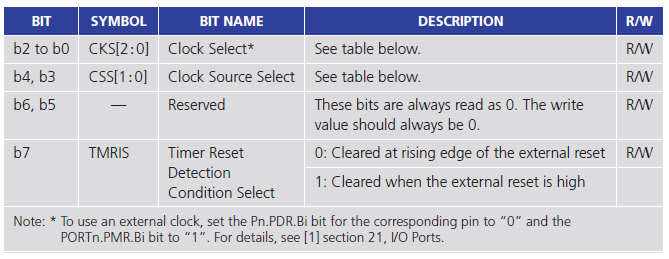 BIT SYMBOL BIT NAME DESCRIPTION R/W
b2 to b0 CKS[2:0] Clock Select* See table below. R/W
b4, b3 CSS[1:0] Clock Source Select See table below. R/W
b6, b5 — Reserved These bits are always read as 0. The write R/W
value should always be 0.
b7 TMRIS Timer Reset 0: Cleared at rising edge of the external reset R/W
Detection
Condition Select 1: Cleared when the external reset is high
Note: * To use an external clock, set the Pn.PDR.Bi bit for the corresponding pin to “0” and the
PORTn.PMR.Bi bit to “1”. For details, see [1] section 21, I/O Ports.